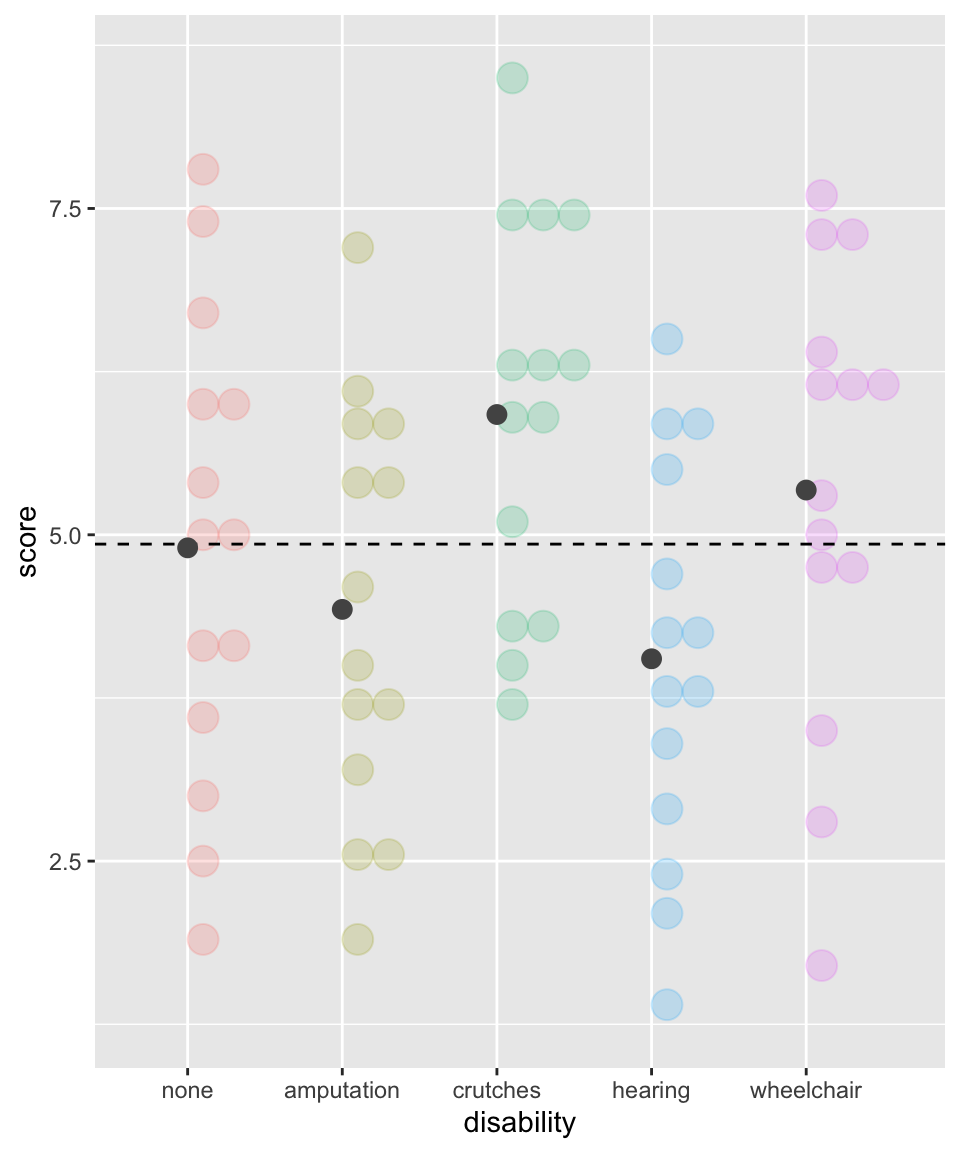 score
7.5
5.0
2.5
none amputation crutches hearing wheelchair
disability